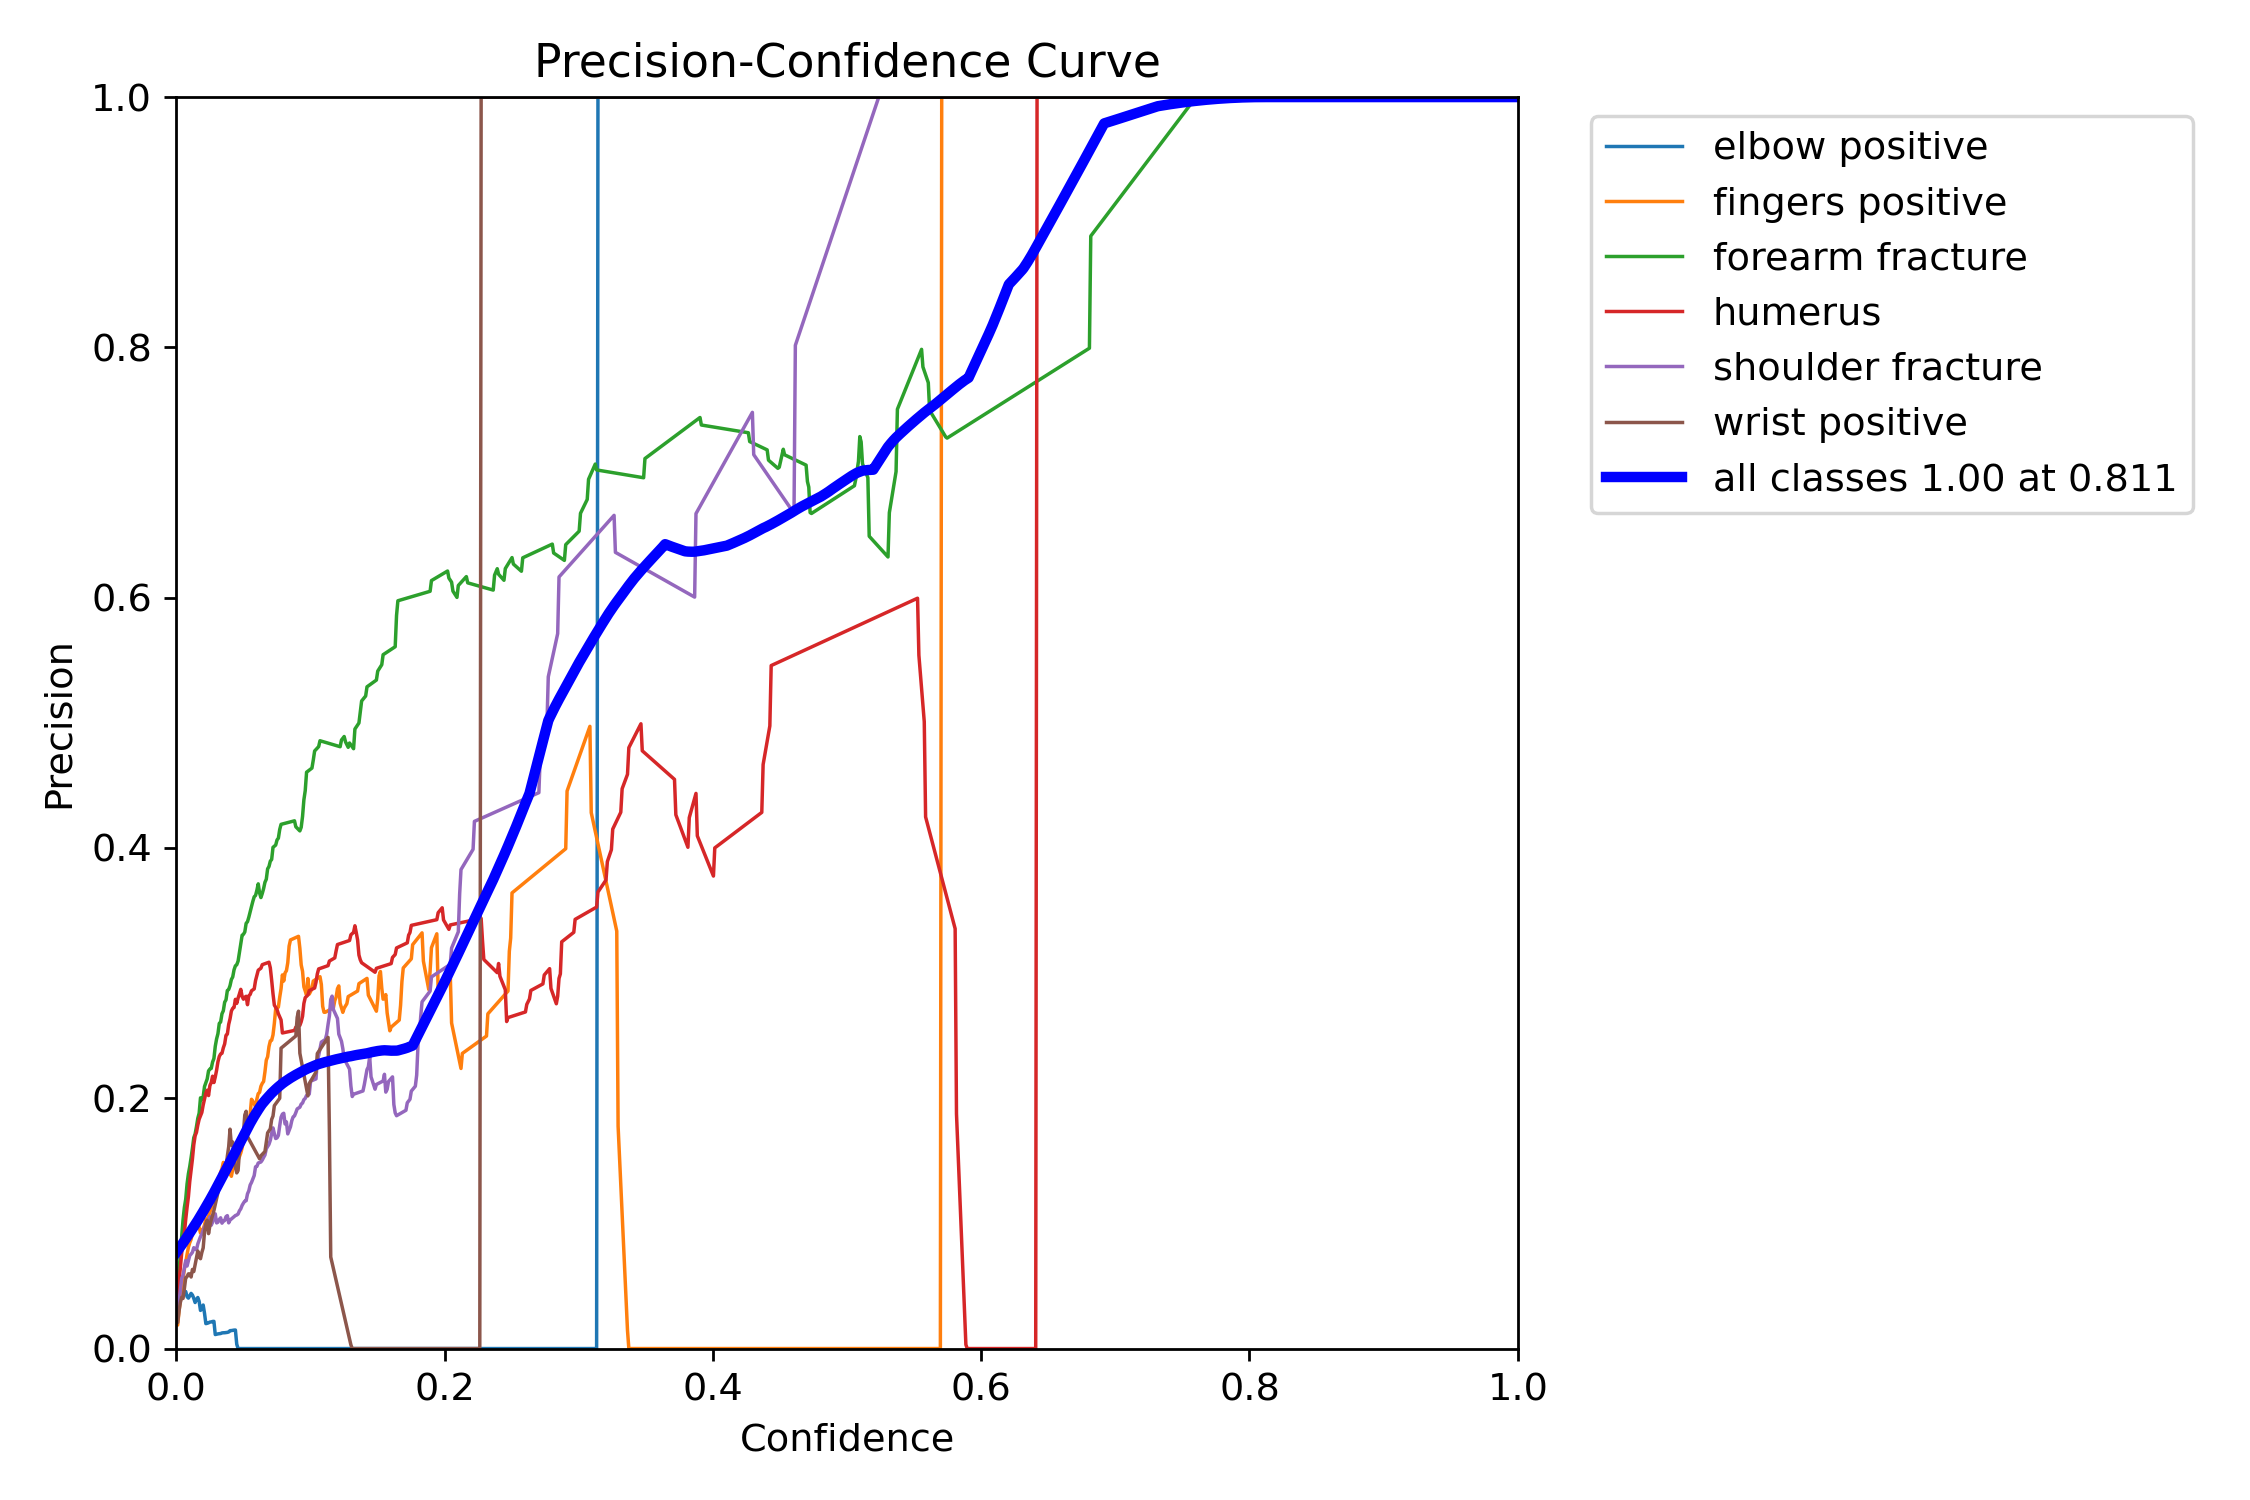 Precision-Confidence Curve
1.0
0.8
0.6
0.4
0.2
0.0
Precision
0.0 0.2 0.4 0.6 0.8 1.0
Confidence
elbow positive
fingers positive
forearm fracture
humerus
shoulder fracture
wrist positive
all classes 1.00 at 0.811